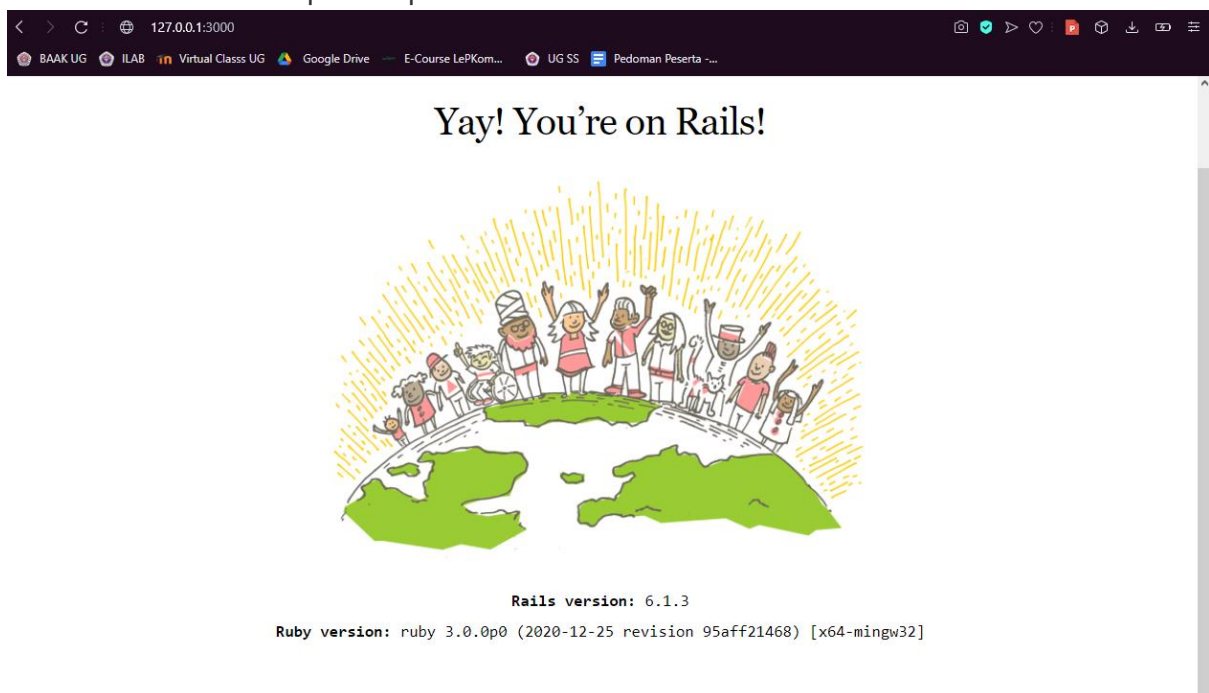 127.0.0.1:3000
BAAK UG ILAB Virtual Classs UG Google Drive E-Course LePKom... UG SS Pedoman Peserta -...
Yay! You’re on Rails!
Rails version: 6.1.3
Ruby version: ruby 3.0.0p0 (2020-12-25 revision 95aff21468) [x64-mingw32]